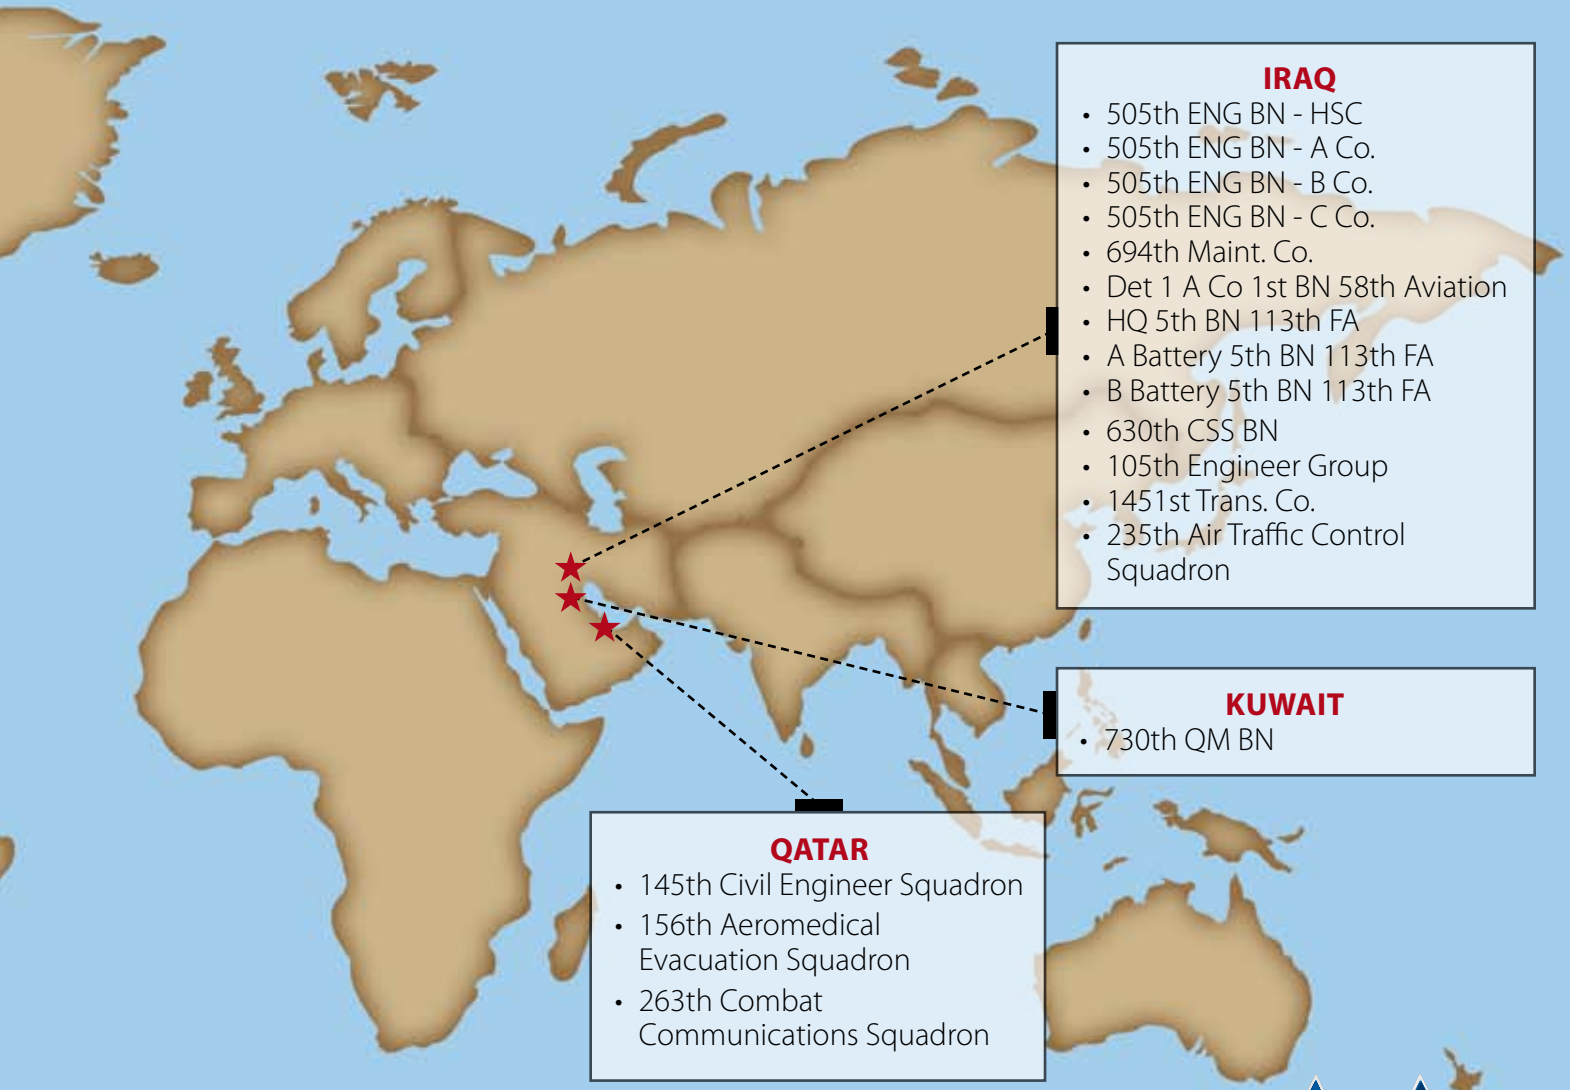 IRAQ
• 505th ENG BN - HSC
• 505th ENG BN - A Co.
• 505th ENG BN - B Co.
• 505th ENG BN - C Co.
• 694th Maint. Co.
• Det 1 A Co 1st BN 58th Aviation
• HQ 5th BN 113th FA
• A Battery 5th BN 113th FA
• B Battery 5th BN 113th FA
• 630th CSS BN
• 105th Engineer Group
• 1451st Trans. Co.
• 235th Air Traffic Control
Squadron
KUWAIT
• 730th QM BN
QATAR
• 145th Civil Engineer Squadron
• 156th Aeromedical
Evacuation Squadron
• 263th Combat
Communications Squadron